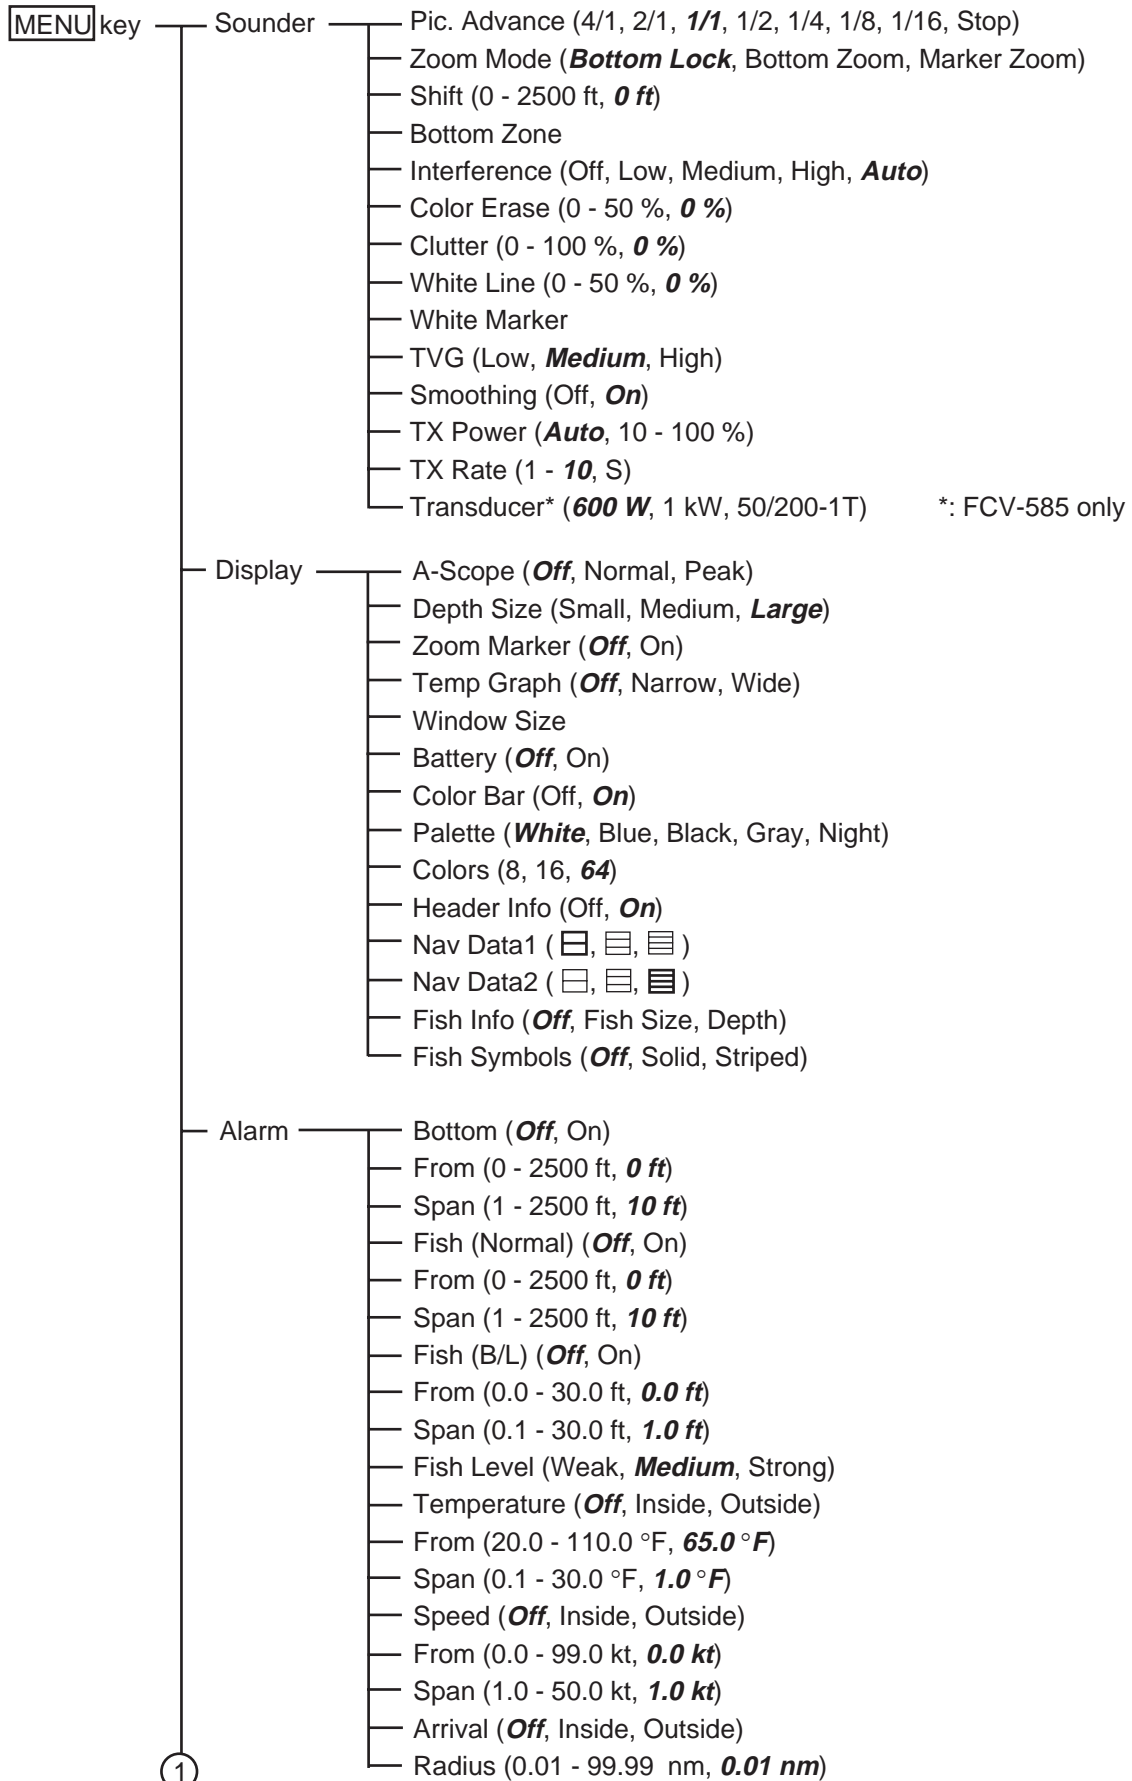 MENU key Sounder Pic. Advance (4/1, 2/1, 1/1, 1/2, 1/4, 1/8, 1/16, Stop)
Zoom Mode (Bottom Lock, Bottom Zoom, Marker Zoom)
Shift (0 - 2500 ft, 0 ft)
Bottom Zone
Interference (Off, Low, Medium, High, Auto)
Color Erase (0 - 50 %, 0 %)
Clutter (0 - 100 %, 0 %)
White Line (0 - 50 %, 0 %)
White Marker
TVG (Low, Medium, High)
Smoothing (Off, On)
TX Power (Auto, 10 - 100 %)
TX Rate (1 - 10, S)
Transducer* (600 W, 1 kW, 50/200-1T) *: FCV-585 only
Display A-Scope (Off, Normal, Peak)
Depth Size (Small, Medium, Large)
Zoom Marker (Off, On)
Temp Graph (Off, Narrow, Wide)
Window Size
Battery (Off, On)
Color Bar (Off, On)
Palette (White, Blue, Black, Gray, Night)
Colors (8, 16, 64)
Header Info (Off, On)
Nav Data1 ( , , )
Nav Data2 ( , , )
Fish Info (Off, Fish Size, Depth)
Fish Symbols (Off, Solid, Striped)
Alarm Bottom (Off, On)
From (0 - 2500 ft, 0 ft)
Span (1 - 2500 ft, 10 ft)
Fish (Normal) (Off, On)
From (0 - 2500 ft, 0 ft)
Span (1 - 2500 ft, 10 ft)
Fish (B/L) (Off, On)
From (0.0 - 30.0 ft, 0.0 ft)
Span (0.1 - 30.0 ft, 1.0 ft)
Fish Level (Weak, Medium, Strong)
Temperature (Off, Inside, Outside)
From (20.0 - 110.0 °F, 65.0 °F)
Span (0.1 - 30.0 °F, 1.0 °F)
Speed (Off, Inside, Outside)
From (0.0 - 99.0 kt, 0.0 kt)
Span (1.0 - 50.0 kt, 1.0 kt)
Arrival (Off, Inside, Outside)
1 Radius (0.01 - 99.99 nm, 0.01 nm)